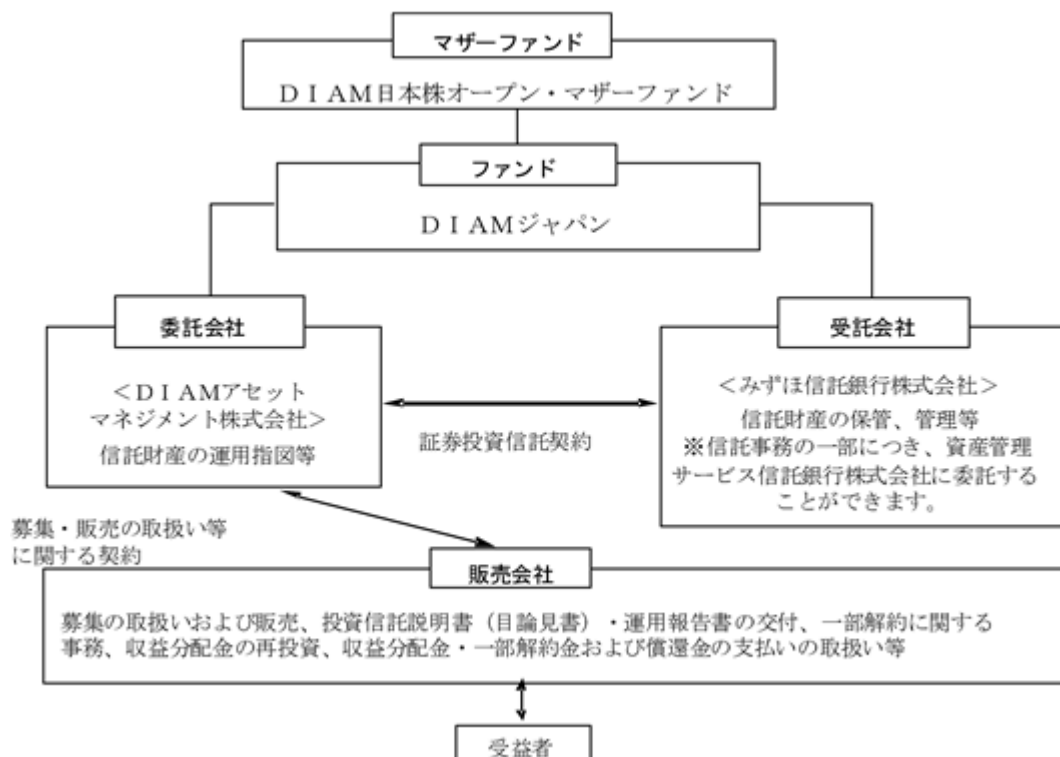 マザーファンド
ＤＩＡＭ日本株オープン・マザーファンド
ファンド
ＤＩＡＭジャパン
委託会社
＜ＤＩＡＭアセット
マネジメント株式会社＞
信託財産の運用指図等
証券投資信託契約
受託会社
＜みずほ信託銀行株式会社＞
信託財産の保管、管理等
※信託事務の一部につき、資産管理
サービス信託銀行株式会社に委託する
ことができます。
募集・販売の取扱い等
に関する契約
販売会社
募集の取扱いおよび販売、投資信託説明書（目論見書）・運用報告書の交付、一部解約に関する
事務、収益分配金の再投資、収益分配金・一部解約金および償還金の支払いの取扱い等
受益者